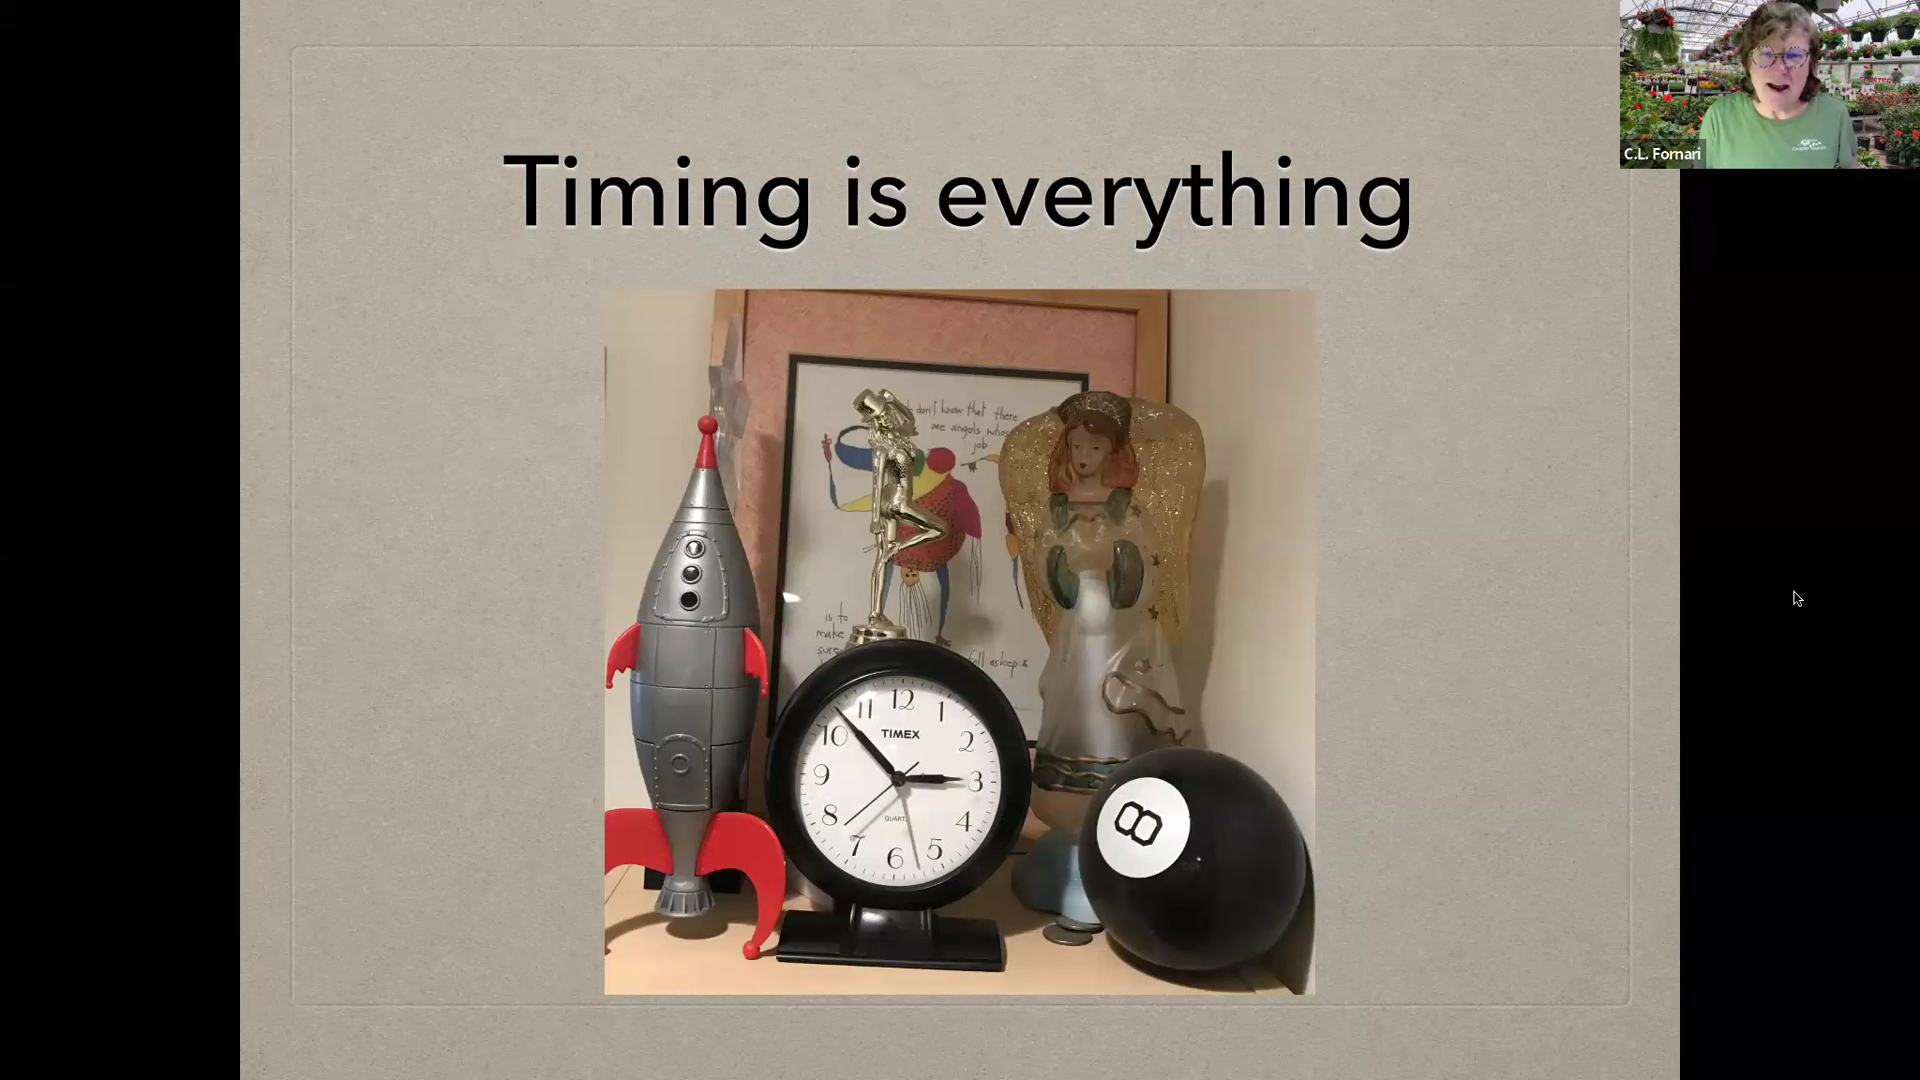 Timing is everything
C.L. Fornari
don't know that there
are angels whose
job
is to
make
sure
fell asleep &
12
11
1
10
TIMEX
2
9
3
8
QUARTZ
4
7
5
6
8